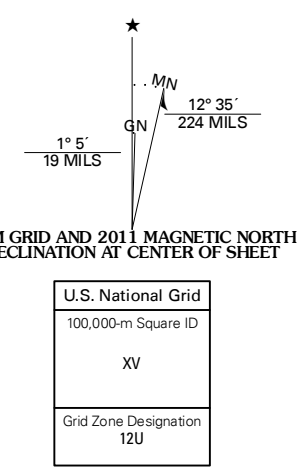 ★
MN
GN
1° 5´
19 MILS
12° 35´
224 MILS
M GRID AND 2011 MAGNETIC NORTH
ECLINATION AT CENTER OF SHEET
U.S. National Grid
100,000-m Square ID
XV
Grid Zone Designation
12U